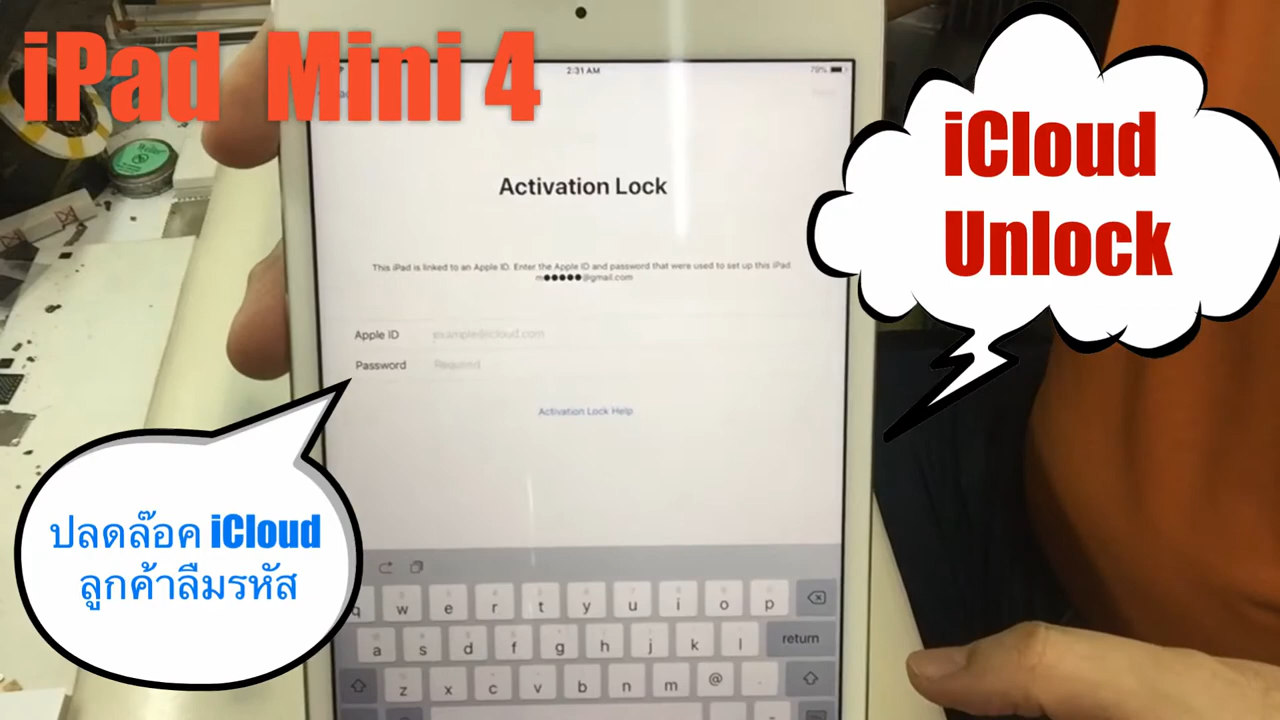 iPad Mini 4
2:31 AM
79%
Activation Lock
This iPad is linked to an Apple ID. Enter the Apple ID and password that were used to set up this iPad.
m●●●●●@gmail.com
Apple ID example@icloud.com
Password Required
Activation Lock Help
iCloud
Unlock
ปลดล๊อค iCloud
ลูกค้าลืมรหัส
q w e r t y u i o p
a s d f g h j k l return
z x c v b n m @ .